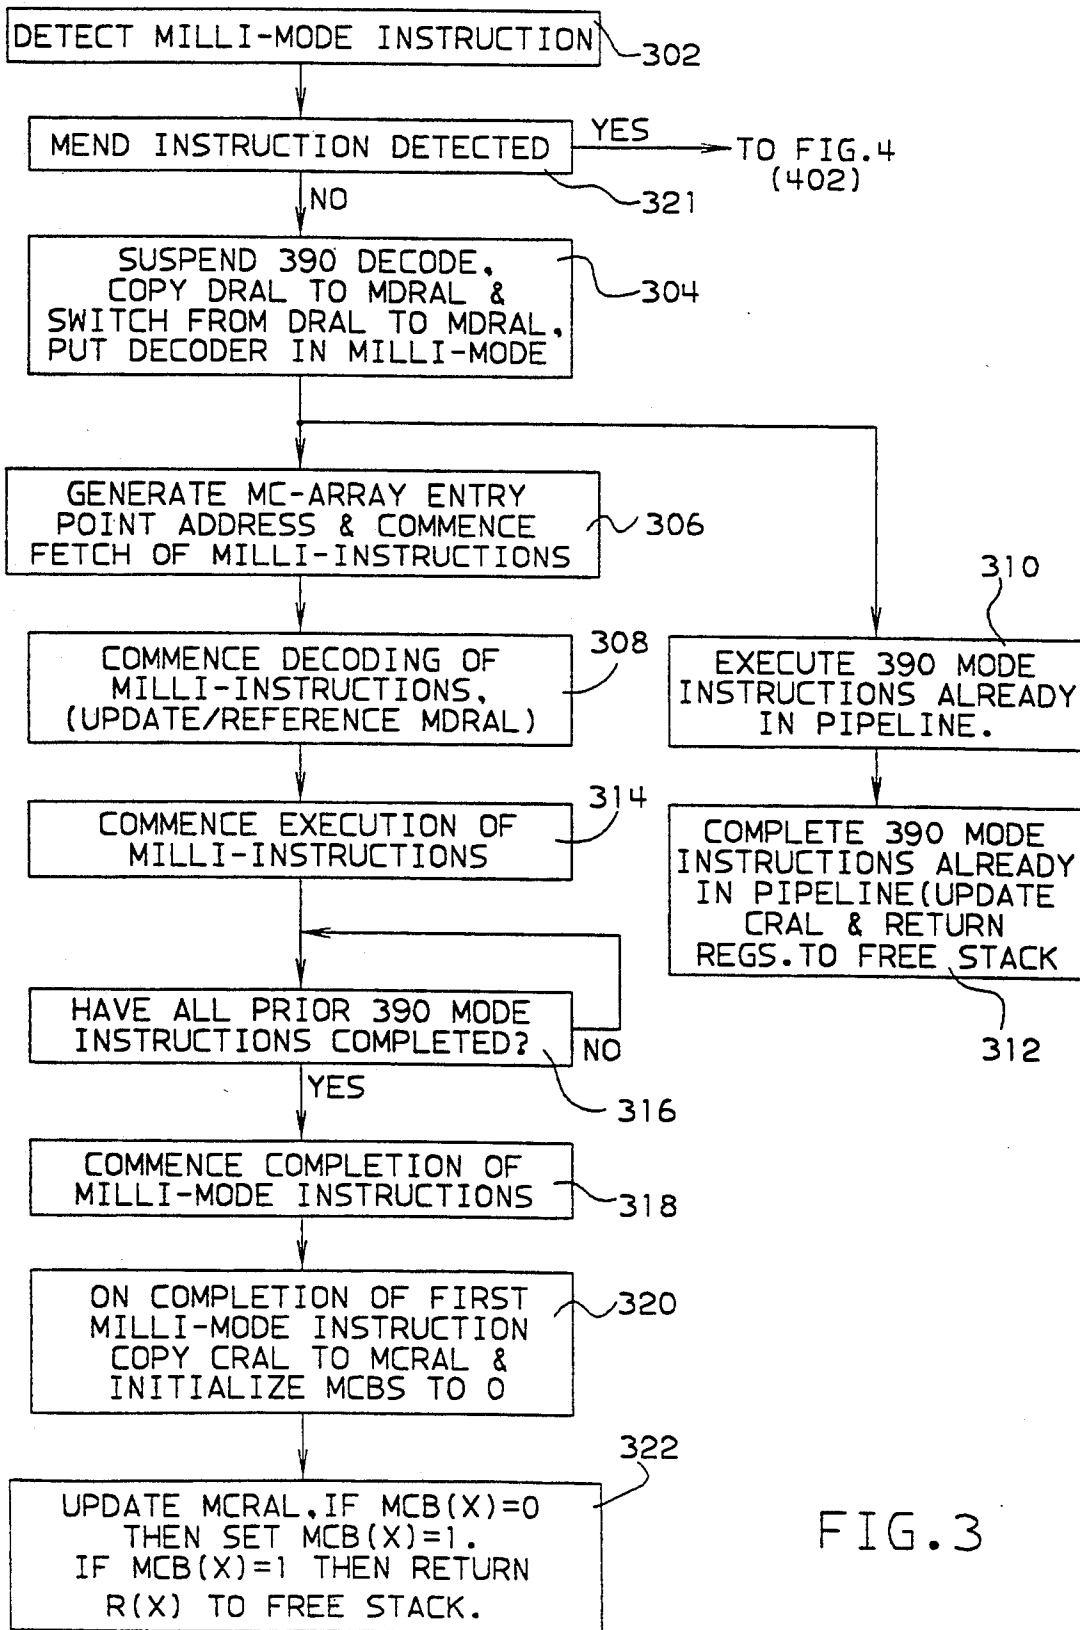 DETECT MILLI-MODE INSTRUCTION
302
MEND INSTRUCTION DETECTED
YES
TO FIG.4
(402)
321
NO
SUSPEND 390 DECODE,
COPY DRAL TO MDRAL &
SWITCH FROM DRAL TO MDRAL,
PUT DECODER IN MILLI-MODE
304
GENERATE MC-ARRAY ENTRY
POINT ADDRESS & COMMENCE
FETCH OF MILLI-INSTRUCTIONS
306
COMMENCE DECODING OF
MILLI-INSTRUCTIONS,
(UPDATE/REFERENCE MDRAL)
308
310
EXECUTE 390 MODE
INSTRUCTIONS ALREADY
IN PIPELINE.
COMMENCE EXECUTION OF
MILLI-INSTRUCTIONS
314
COMPLETE 390 MODE
INSTRUCTIONS ALREADY
IN PIPELINE(UPDATE
CRAL & RETURN
REGS.TO FREE STACK
312
HAVE ALL PRIOR 390 MODE
INSTRUCTIONS COMPLETED?
NO
316
YES
COMMENCE COMPLETION OF
MILLI-MODE INSTRUCTIONS
318
ON COMPLETION OF FIRST
MILLI-MODE INSTRUCTION
COPY CRAL TO MCRAL &
INITIALIZE MCBS TO 0
320
322
UPDATE MCRAL,IF MCB(X)=0
THEN SET MCB(X)=1.
IF MCB(X)=1 THEN RETURN
R(X) TO FREE STACK.
FIG.3